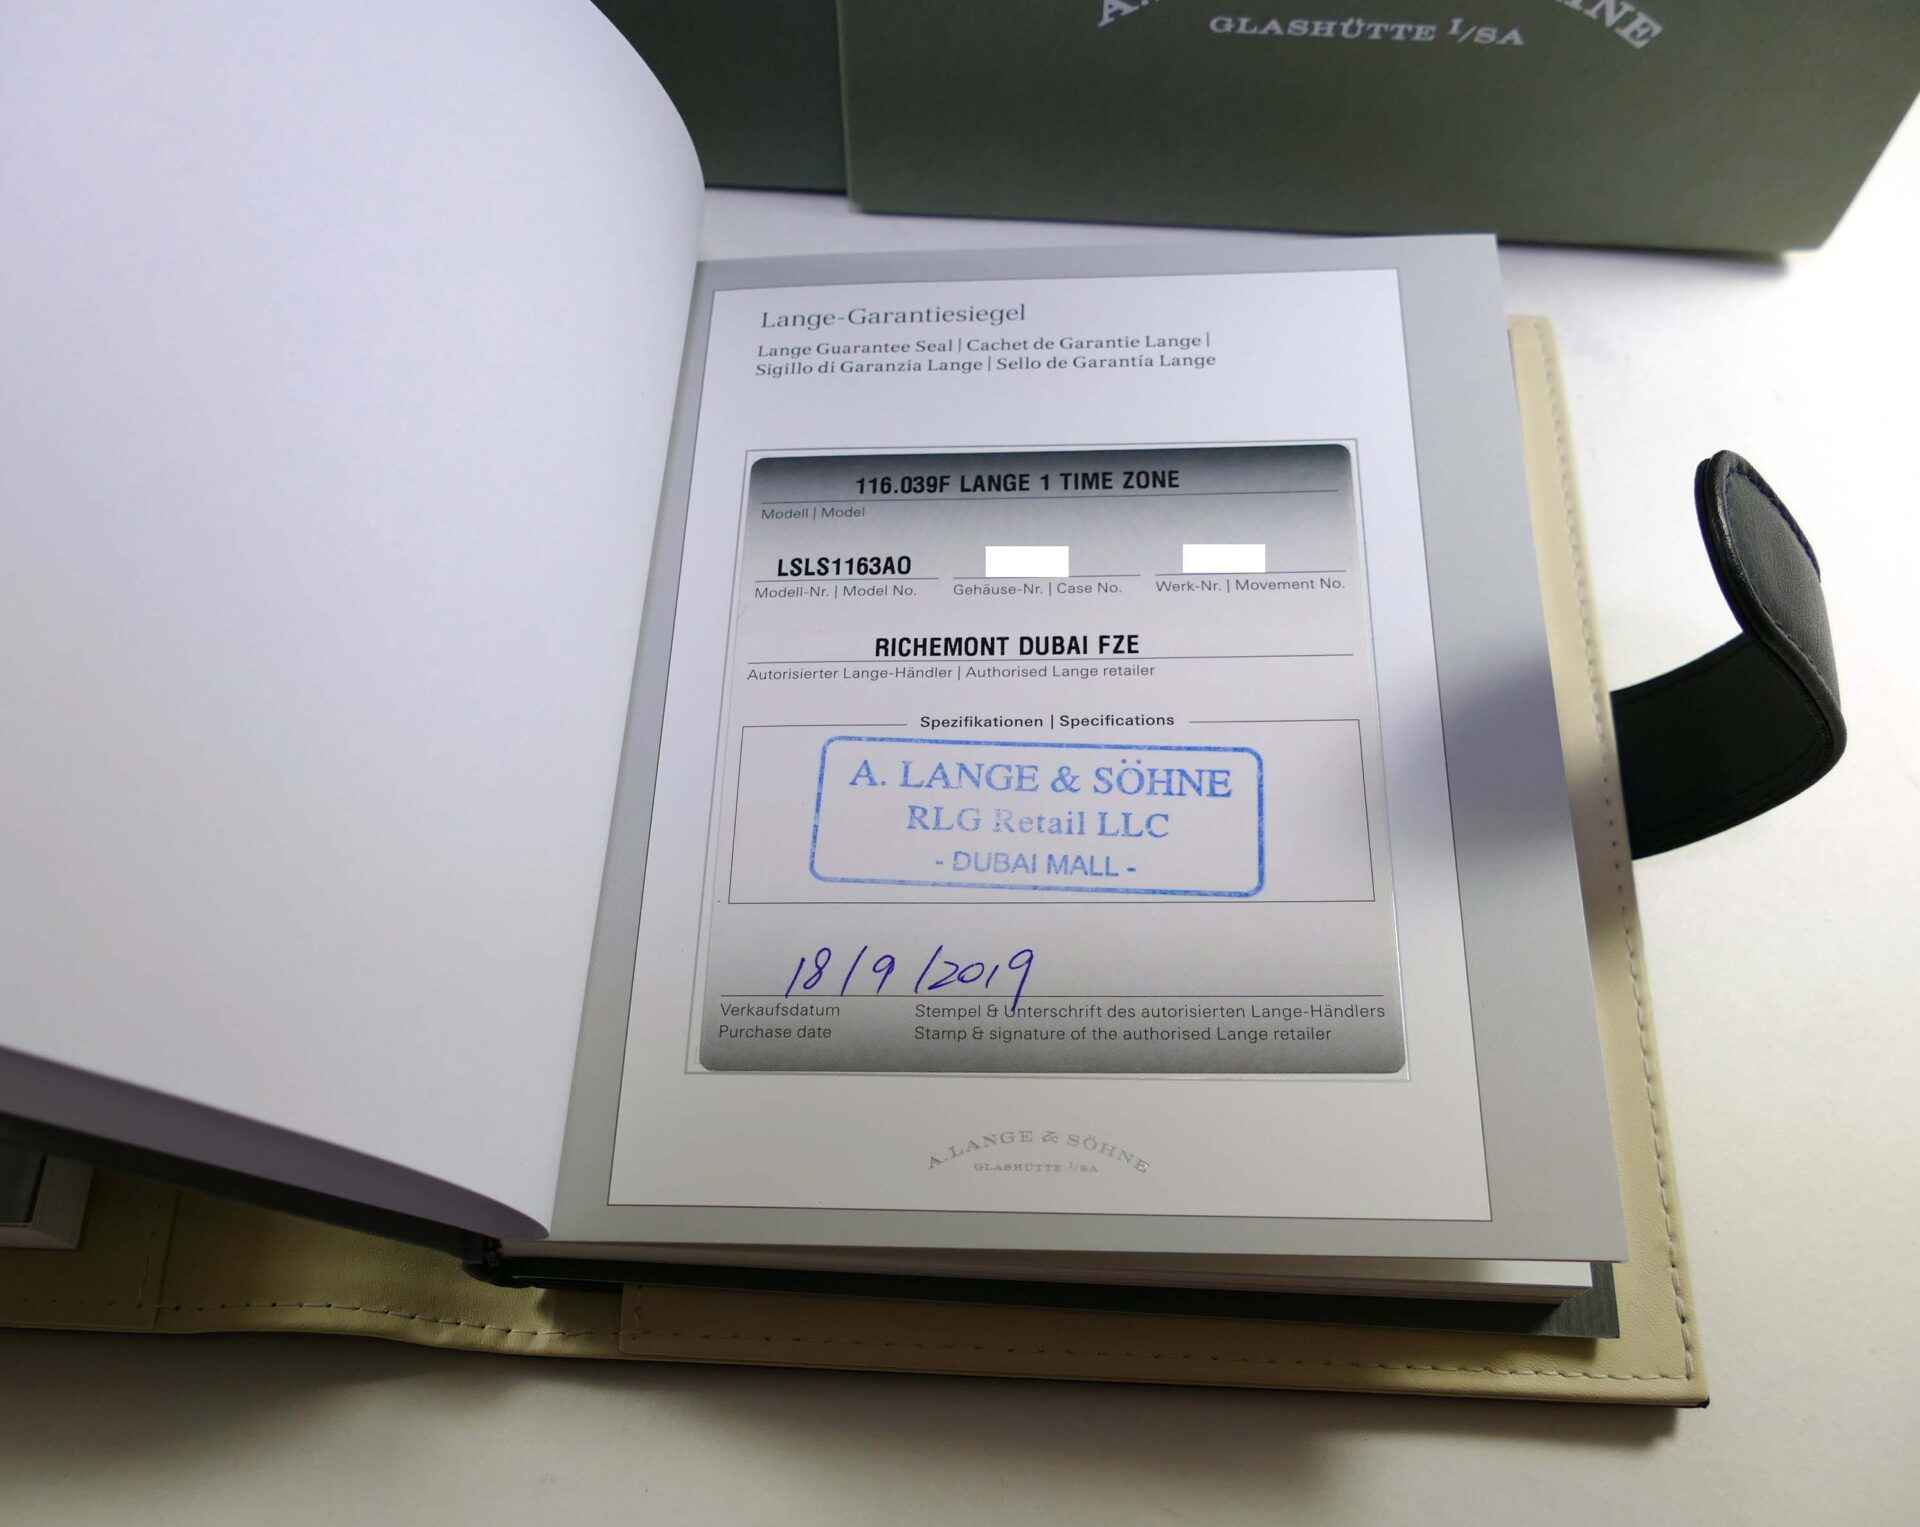 GLASHÜTTE I/SA
Lange-Garantiesiegel
Lange Guarantee Seal | Cachet de Garantie Lange |
Sigillo di Garanzia Lange | Sello de Garantía Lange
116.039F LANGE 1 TIME ZONE
Modell | Model
LSLS1163AO
Modell-Nr. | Model No. Gehäuse-Nr. | Case No. Werk-Nr. | Movement No.
RICHEMONT DUBAI FZE
Autorisierter Lange-Händler | Authorised Lange retailer
Spezifikationen | Specifications
A. LANGE & SÖHNE
RLG Retail LLC
- DUBAI MALL -
18/9/2019
Verkaufsdatum Stempel & Unterschrift des autorisierten Lange-Händlers
Purchase date Stamp & signature of the authorised Lange retailer
A. LANGE & SÖHNE
GLASHÜTTE I/SA